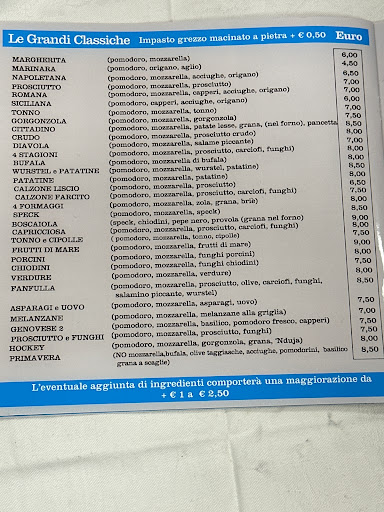 Le Grandi Classiche Impasto grezzo macinato a pietra + € 0,50 Euro
MARGHERITA (pomodoro, mozzarella) 6,00
MARINARA (pomodoro, origano, aglio) 4,50
NAPOLETANA (pomodoro, mozzarella, acciughe, origano) 6,50
PROSCIUTTO (pomodoro, mozzarella, prosciutto) 7,00
ROMANA (pomodoro, mozzarella, capperi, acciughe, origano) 7,00
SICILIANA (pomodoro, capperi, acciughe, origano) 6,00
TONNO (pomodoro, mozzarella, tonno) 7,00
GORGONZOLA (pomodoro, mozzarella, gorgonzola) 7,50
CITTADINO (pomodoro, mozzarella, patate lesse, grana, (nel forno), pancetta 8,50
CRUDO (pomodoro, mozzarella, prosciutto crudo) 8,00
DIAVOLA (pomodoro, mozzarella, salame piccante) 7,00
4 STAGIONI (pomodoro, mozzarella, prosciutto, carciofi, funghi) 8,00
BUFALA (pomodoro, mozzarella di bufala) 8,00
WURSTEL e PATATINE (pomodoro, mozzarella, wurstel, patatine) 8,00
PATATINE (pomodoro, mozzarella, patatine) 7,50
CALZONE LISCIO (pomodoro, mozzarella, prosciutto) 6,50
CALZONE FARCITO (pomodoro, mozzarella, prosciutto, carciofi, funghi) 8,00
4 FORMAGGI (pomodoro, mozzarella, zola, grana, brie) 8,00
SPECK (pomodoro, mozzarella, speck) 8,50
BOSCAIOLA (speck, chiodini, pepe nero, provola (grana nel forno) 9,00
CAPRICCIOSA (pomodoro, mozzarella, prosciutto, carciofi, funghi) 8,00
TONNO e CIPOLLE ( pomodoro, mozzarella, tonno, cipolle) 7,50
FRUTTI DI MARE (pomodoro, mozzarella, frutti di mare) 9,00
PORCINI (pomodoro, mozzarella, funghi porcini) 8,00
CHIODINI (pomodoro, mozzarella, funghi chiodini) 7,50
VERDURE (pomodoro, mozzarella, verdure) 8,00
FANFULLA (pomodoro, mozzarella, prosciutto, olive, carciofi, funghi, 8,50
salamino piccante, wurstel)
ASPARAGI e UOVO (pomodoro, mozzarella, asparagi, uovo) 7,50
MELANZANE (pomodoro, mozzarella, melanzane alla griglia) 7,00
GENOVESE 2 (pomodoro, mozzarella, basilico, pomodoro fresco, capperi) 7,50
PROSCIUTTO e FUNGHI (pomodoro, mozzarella, prosciutto, funghi) 7,50
HOCKEY (pomodoro, mozzarella, gorgonzola, grana, 'Nduja) 8,00
PRIMAVERA (NO mozzarella,bufala, olive taggiasche, acciughe, pomodorini, basilico 8,50
grana a scaglie)
L'eventuale aggiunta di ingredienti comporterà una maggiorazione da
+ € 1 a € 2,50